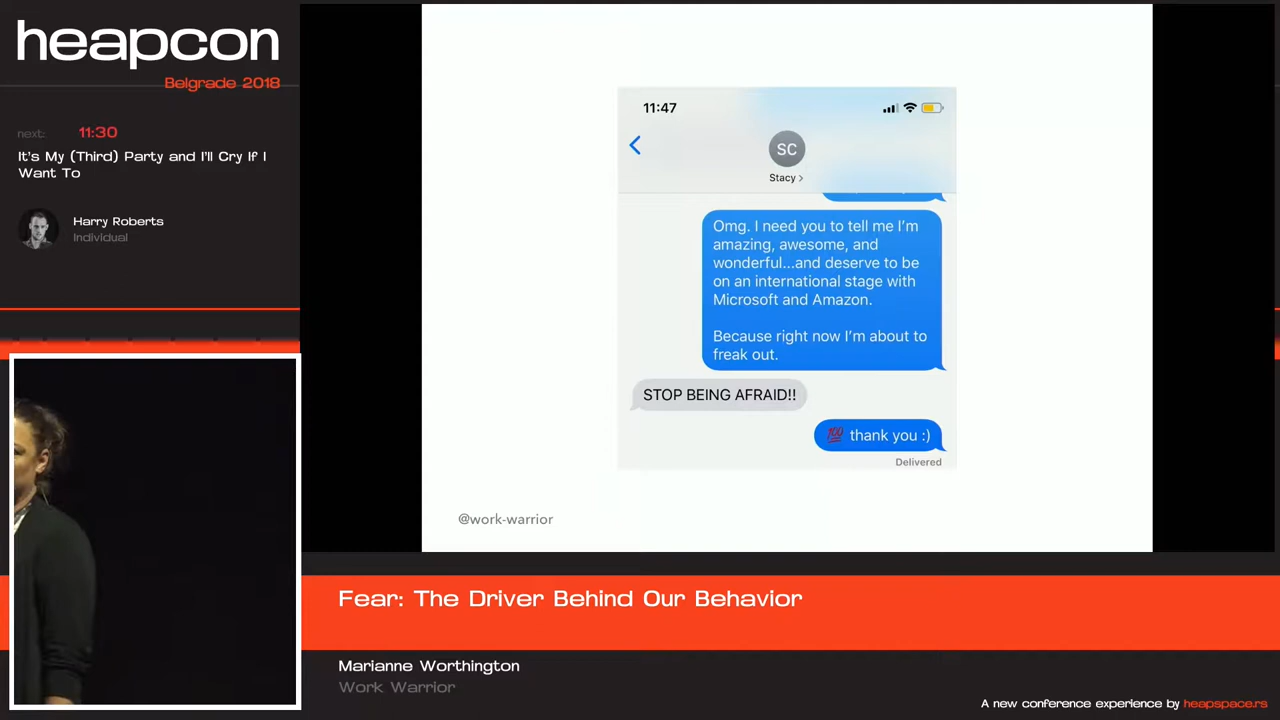 heapcon
Belgrade 2018
next: 11:30
It's My (Third) Party and I'll Cry If I
Want To
Harry Roberts
Individual
11:47
SC
Stacy >
Omg. I need you to tell me I'm
amazing, awesome, and
wonderful...and deserve to be
on an international stage with
Microsoft and Amazon.
Because right now I'm about to
freak out.
STOP BEING AFRAID!!
💯 thank you :)
Delivered
@work-warrior
Fear: The Driver Behind Our Behavior
Marianne Worthington
Work Warrior
A new conference experience by heapspace.rs